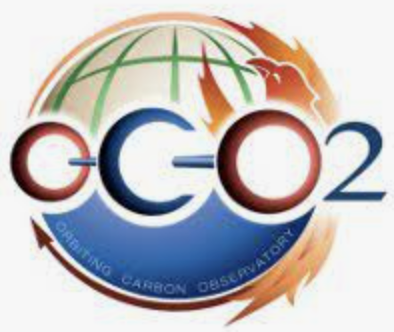 OCO2
ORBITING CARBON OBSERVATORY